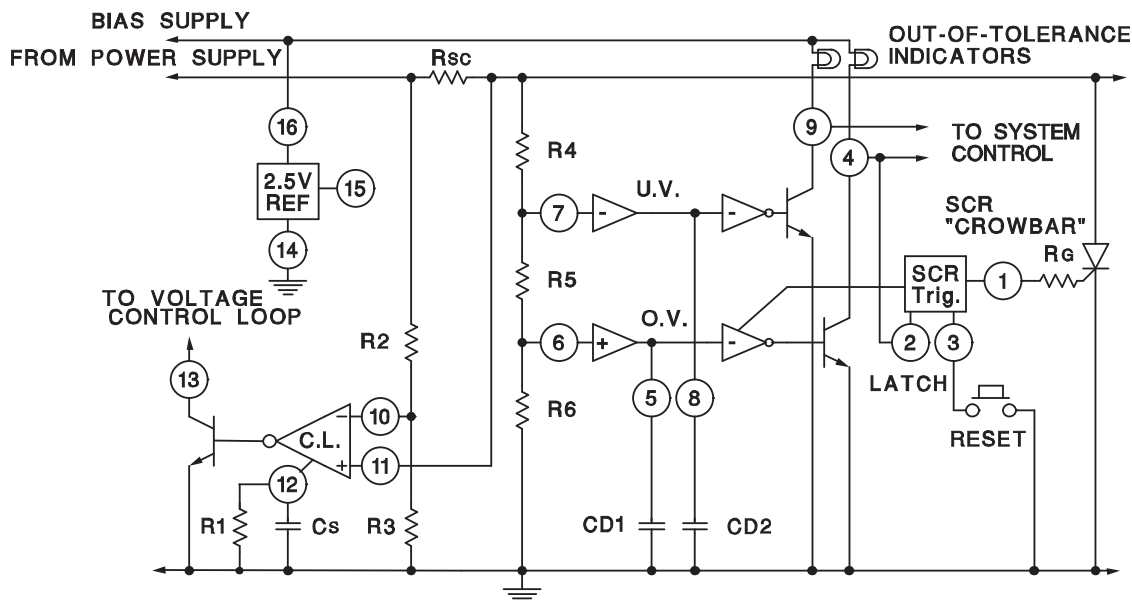 BIAS SUPPLY
FROM POWER SUPPLY
RSC
OUT-OF-TOLERANCE
INDICATORS
16
2.5V
REF
15
14
R4
9
4
TO SYSTEM
CONTROL
7
-
U.V.
-
SCR
"CROWBAR"
RG
R5
SCR
Trig.
1
TO VOLTAGE
CONTROL LOOP
R2
6
+
O.V.
-
2
3
LATCH
13
5
8
R6
RESET
10
−
C.L.
+
11
12
R1
CS
R3
CD1
CD2